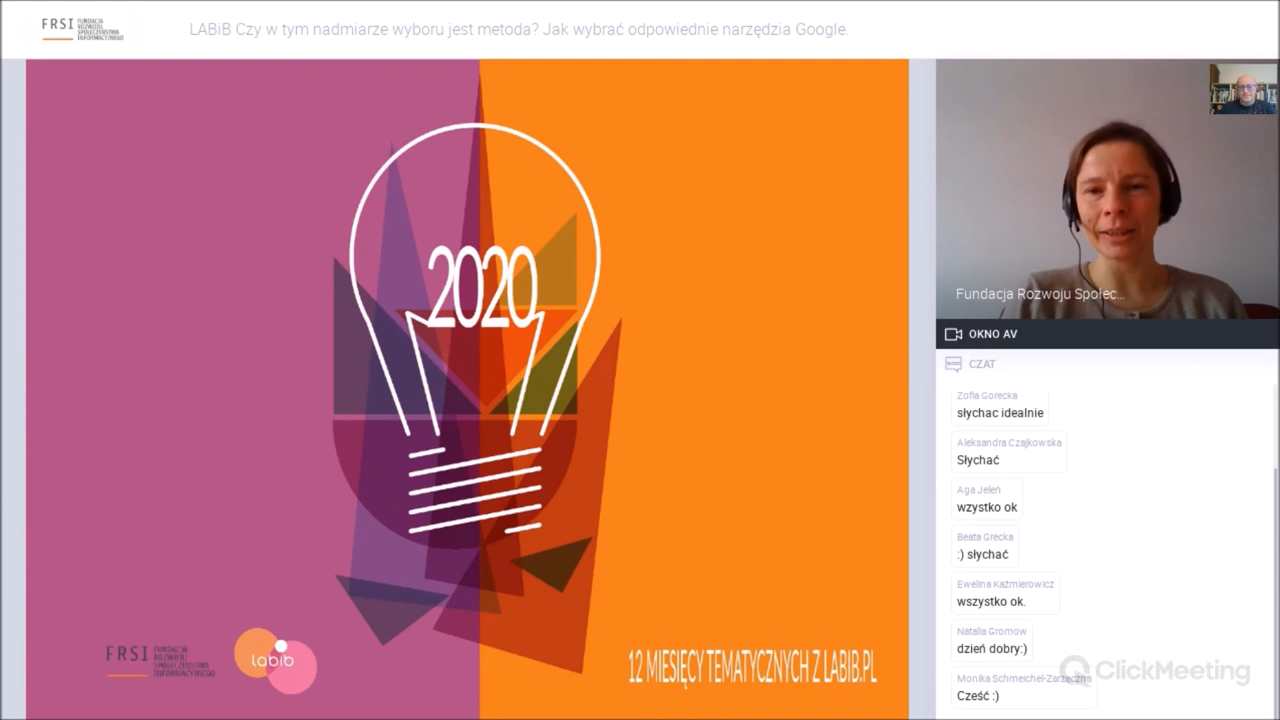 FRSI
FUNDACJA
ROZWOJU
SPOŁECZEŃSTWA
INFORMACYJNEGO
LABiB Czy w tym nadmiarze wyboru jest metoda? Jak wybrać odpowiednie narzędzia Google.
2020
FRSI
FUNDACJA
ROZWOJU
SPOŁECZEŃSTWA
INFORMACYJNEGO
labib
12 MIESIĘCY TEMATYCZNYCH Z LABIB.PL
Fundacja Rozwoju Społec...
OKNO AV
CZAT
Zofia Gorecka
słychac idealnie
Aleksandra Czajkowska
Słychać
Aga Jeleń
wzystko ok
Beata Grecka
:) słychać
Ewelina Kaźmierowicz
wszystko ok.
Natalia Gromow
dzień dobry:)
Monika Schmeichel-Zarzeczna
Cześć :)
ClickMeeting